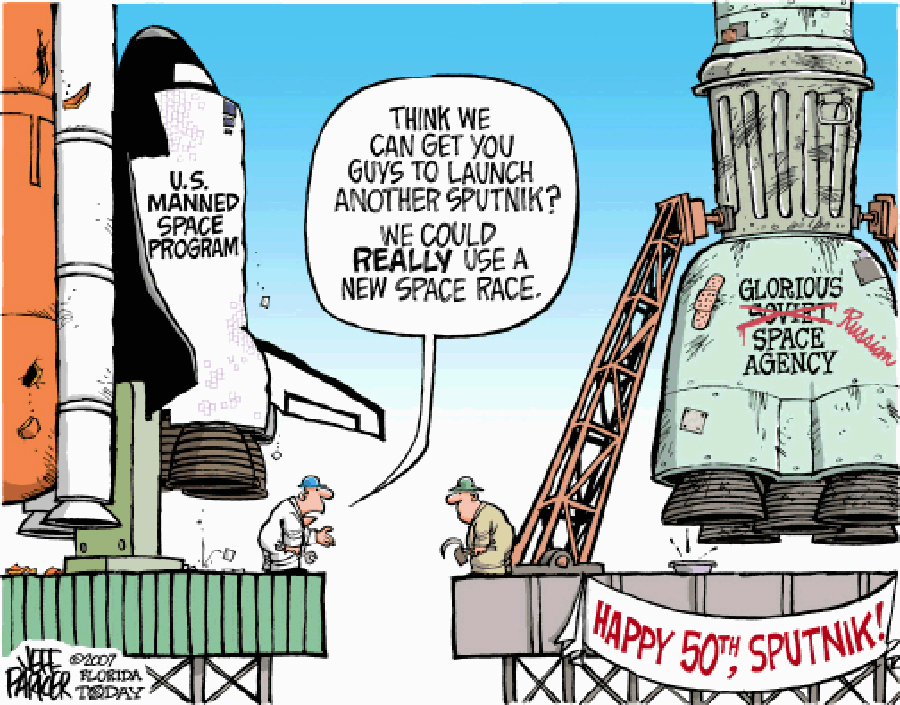 THINK WE
CAN GET YOU
GUYS TO LAUNCH
ANOTHER SPUTNIK?
WE COULD
REALLY USE A
NEW SPACE RACE.
U.S.
MANNED
SPACE
PROGRAM
GLORIOUS
SOVIET Russian
SPACE
AGENCY
HAPPY 50TH, SPUTNIK!
JEFF
PARKER
©2007
FLORIDA
TODAY